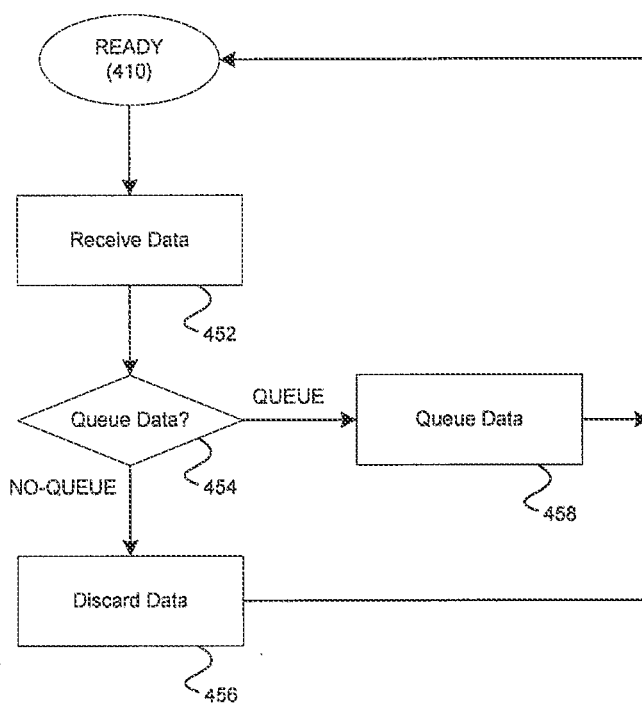 READY
(410)
Receive Data
452
Queue Data?
QUEUE
Queue Data
454
NO-QUEUE
458
Discard Data
456